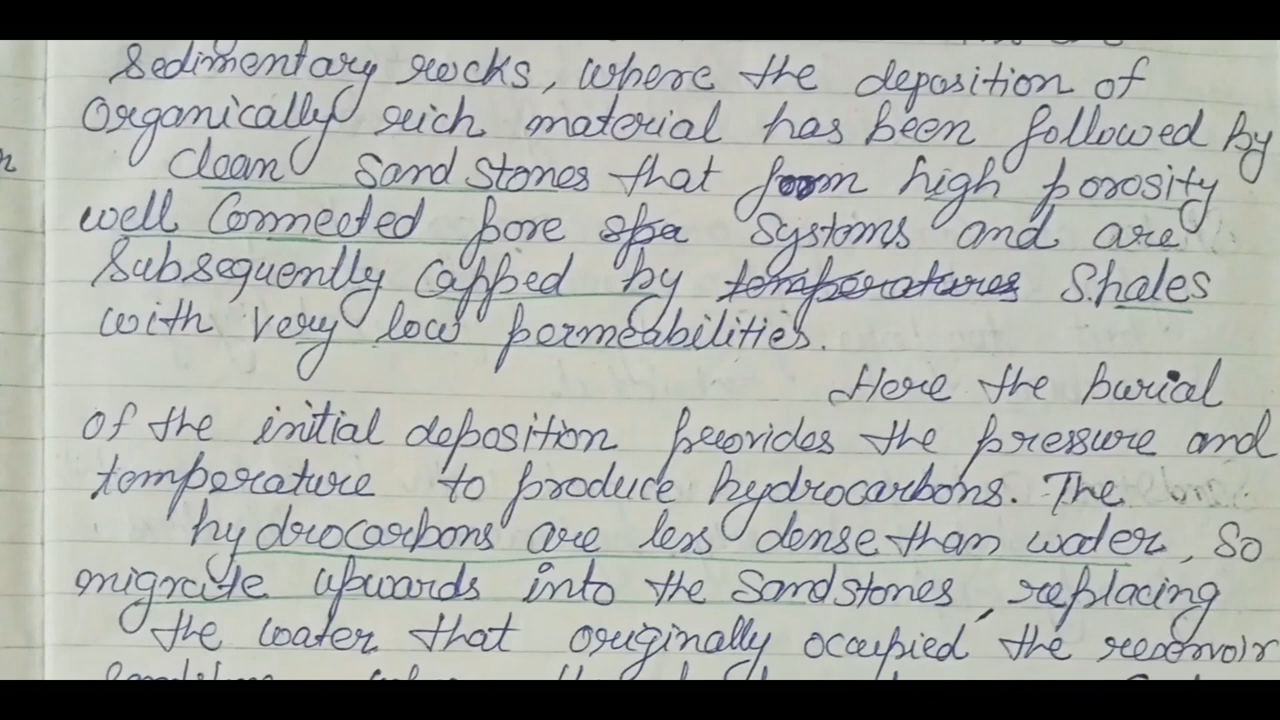 Sedimentary rocks, where the deposition of
Organically rich material has been followed by
clean sand stones that form high porosity
well connected pore spa systems and are
Subsequently capped by temperatures Shales
with very low permeabilities.
Here the burial
of the initial deposition provides the pressure and
temperature to produce hydrocarbons. The
hydrocarbons are less dense than water, so
migrate upwards into the sandstones, replacing
the water that originally occupied the reservoir